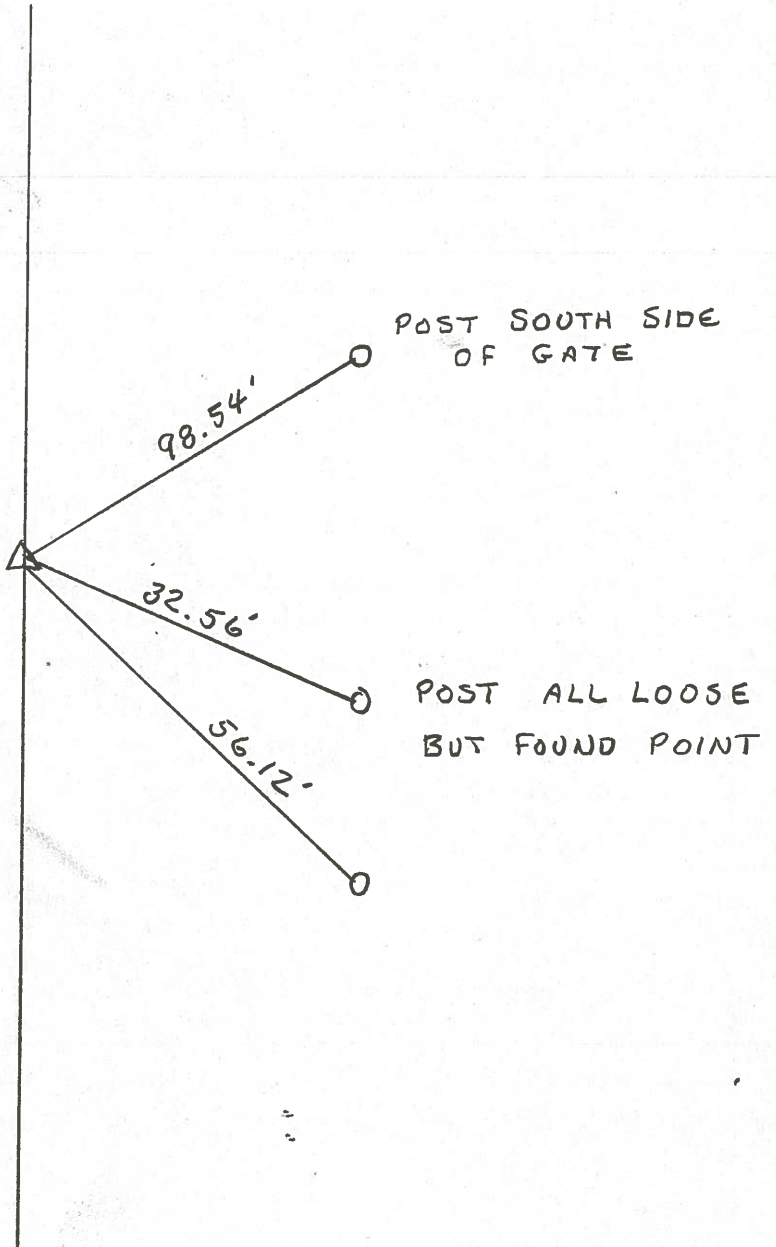 POST SOUTH SIDE
OF GATE
98.54'
32.56'
POST ALL LOOSE
BUT FOUND POINT
56.12'